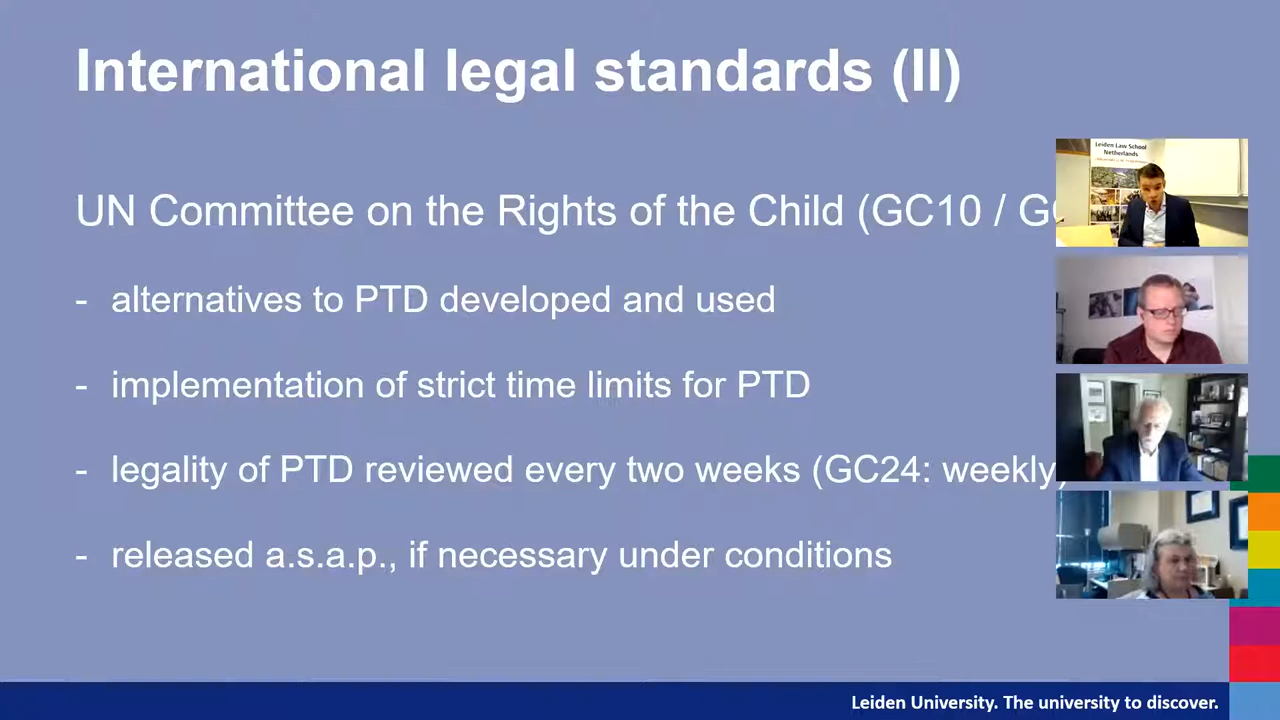 International legal standards (II)
UN Committee on the Rights of the Child (GC10 /
- alternatives to PTD developed and used
- implementation of strict time limits for PTD
- legality of PTD reviewed every two weeks (GC24: weekly)
- released a.s.a.p., if necessary under conditions
Leiden Law School
Netherlands
Leiden University. The university to discover.